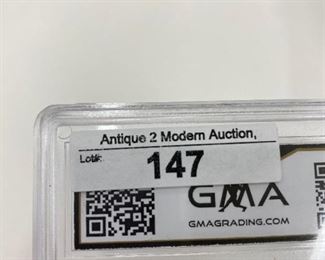 Antique 2 Modern Auction,
Lot#: 147
GMA
GMAGRADING.COM